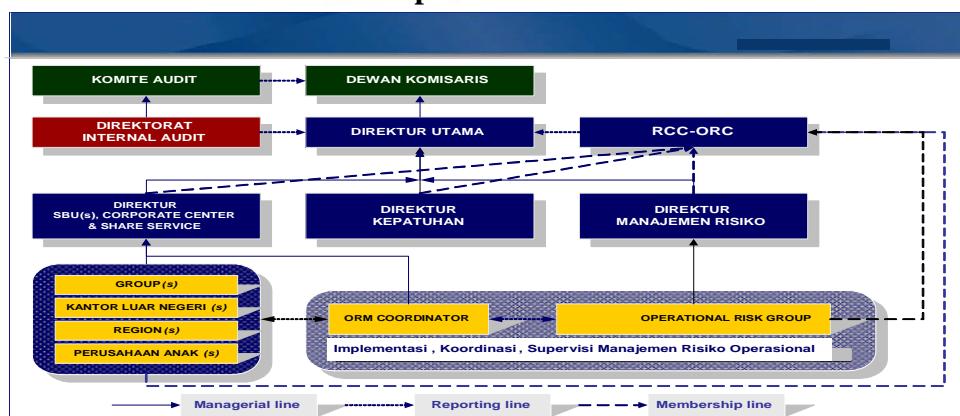 KOMITE AUDIT
DEWAN KOMISARIS
DIREKTORAT
INTERNAL AUDIT
DIREKTUR UTAMA
RCC-ORC
DIREKTUR
SBU(s), CORPORATE CENTER
& SHARE SERVICE
DIREKTUR
KEPATUHAN
DIREKTUR
MANAJEMEN RISIKO
GROUP (s)
KANTOR LUAR NEGERI (s)
REGION (s)
PERUSAHAAN ANAK (s)
ORM COORDINATOR
OPERATIONAL RISK GROUP
Implementasi , Koordinasi , Supervisi Manajemen Risiko Operasional
Managerial line
Reporting line
Membership line